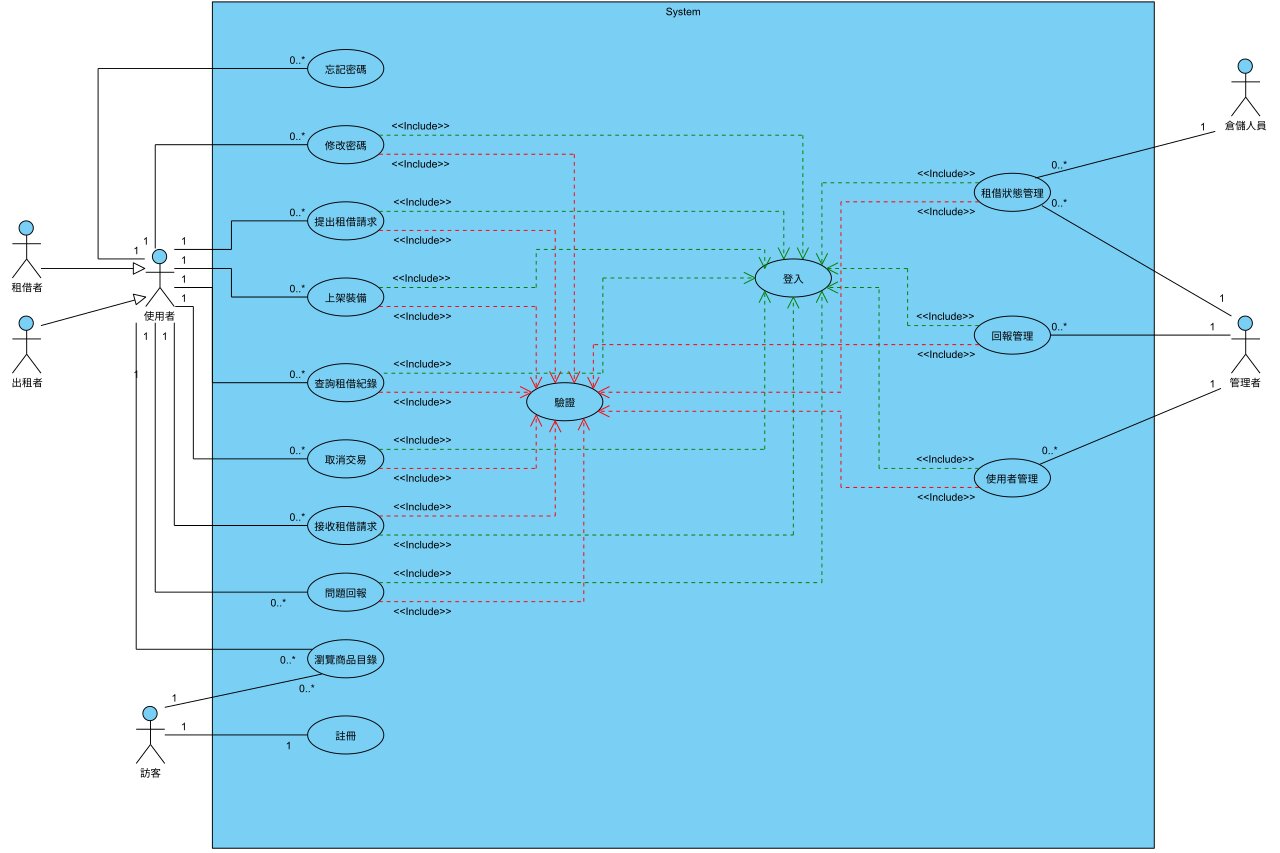 System
0..*
忘記密碼
0..*
修改密碼
<<Include>>
<<Include>>
0..*
提出租借請求
<<Include>>
<<Include>>
0..*
上架裝備
<<Include>>
<<Include>>
0..*
查詢租借紀錄
<<Include>>
<<Include>>
0..*
取消交易
<<Include>>
<<Include>>
0..*
接收租借請求
<<Include>>
<<Include>>
0..*
問題回報
<<Include>>
<<Include>>
0..*
瀏覽商品目錄
0..*
註冊
1
租借者
出租者
使用者
1
1
1
1
1
1
1
1
1
訪客
1
1
登入
驗證
<<Include>>
租借狀態管理
<<Include>>
0..*
0..*
<<Include>>
回報管理
<<Include>>
0..*
<<Include>>
使用者管理
<<Include>>
0..*
倉儲人員
1
管理者
1
1
1